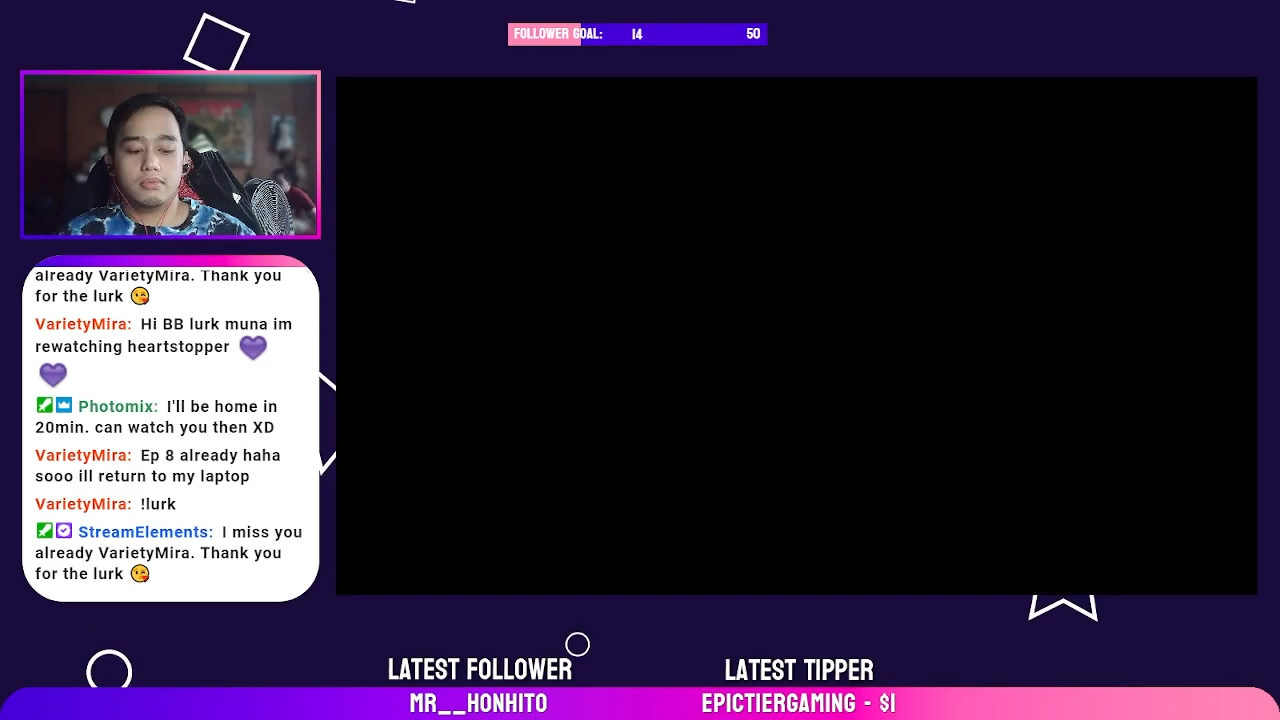 FOLLOWER GOAL: 14 50
already VarietyMira. Thank you
for the lurk 😘
VarietyMira: Hi BB lurk muna im
rewatching heartstopper 💜
💜
Photomix: I'll be home in
20min. can watch you then XD
VarietyMira: Ep 8 already haha
sooo ill return to my laptop
VarietyMira: !lurk
StreamElements: I miss you
already VarietyMira. Thank you
for the lurk 😘
LATEST FOLLOWER
MR__HONHITO
LATEST TIPPER
EPICTIERGAMING - $1